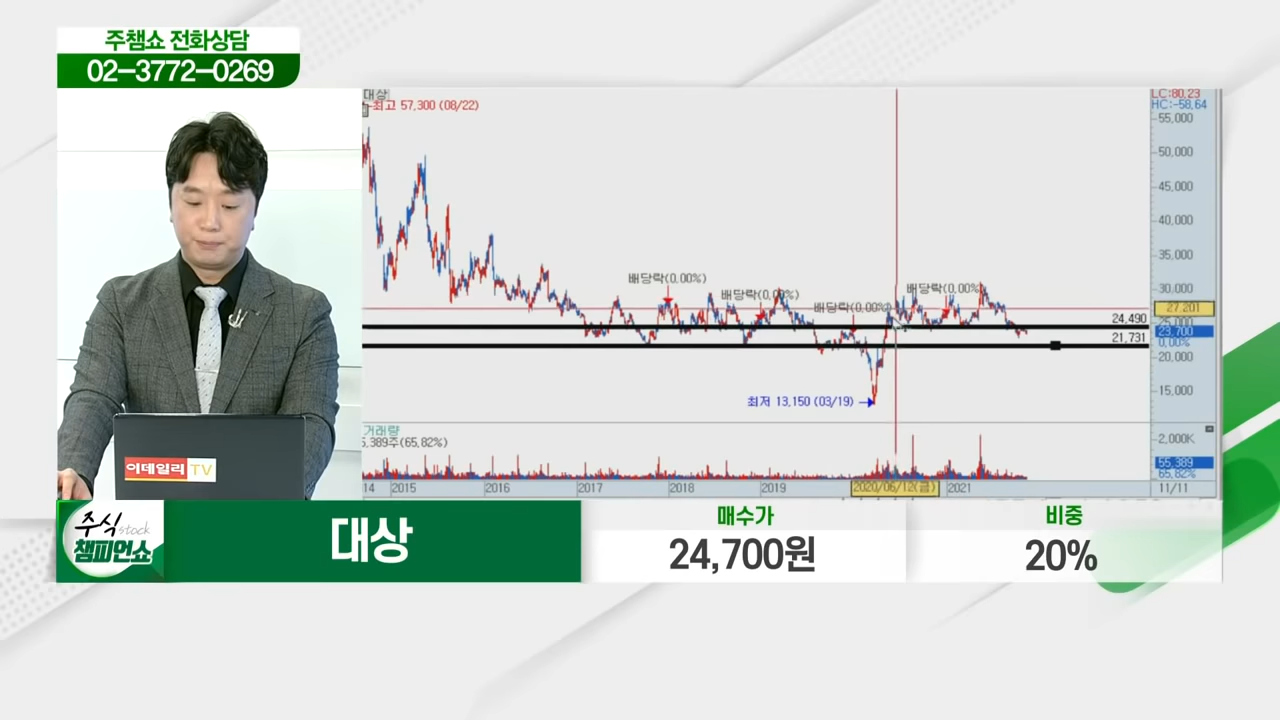 주챔쇼 전화상담
02-3772-0269
대상
최고 57,300 (08/22)
LC:80,23
HC:-58,64
55,000
50,000
45,000
40,000
35,000
30,000
27,201
25,000
23,700
0,00%
20,000
15,000
배당락(0,00%)
배당락(0,00%)
배당락(0,00%)
배당락(0,00%)
24,490
21,731
최저 13,150 (03/19)
거래량
5,389주(65,82%)
2,000K
55,389
65,82%
14 2015 2016 2017 2018 2019 2020/06/12(금) 2021 11/11
이데일리 TV
주식 stock
챔피언쇼
대상
매수가
24,700원
비중
20%